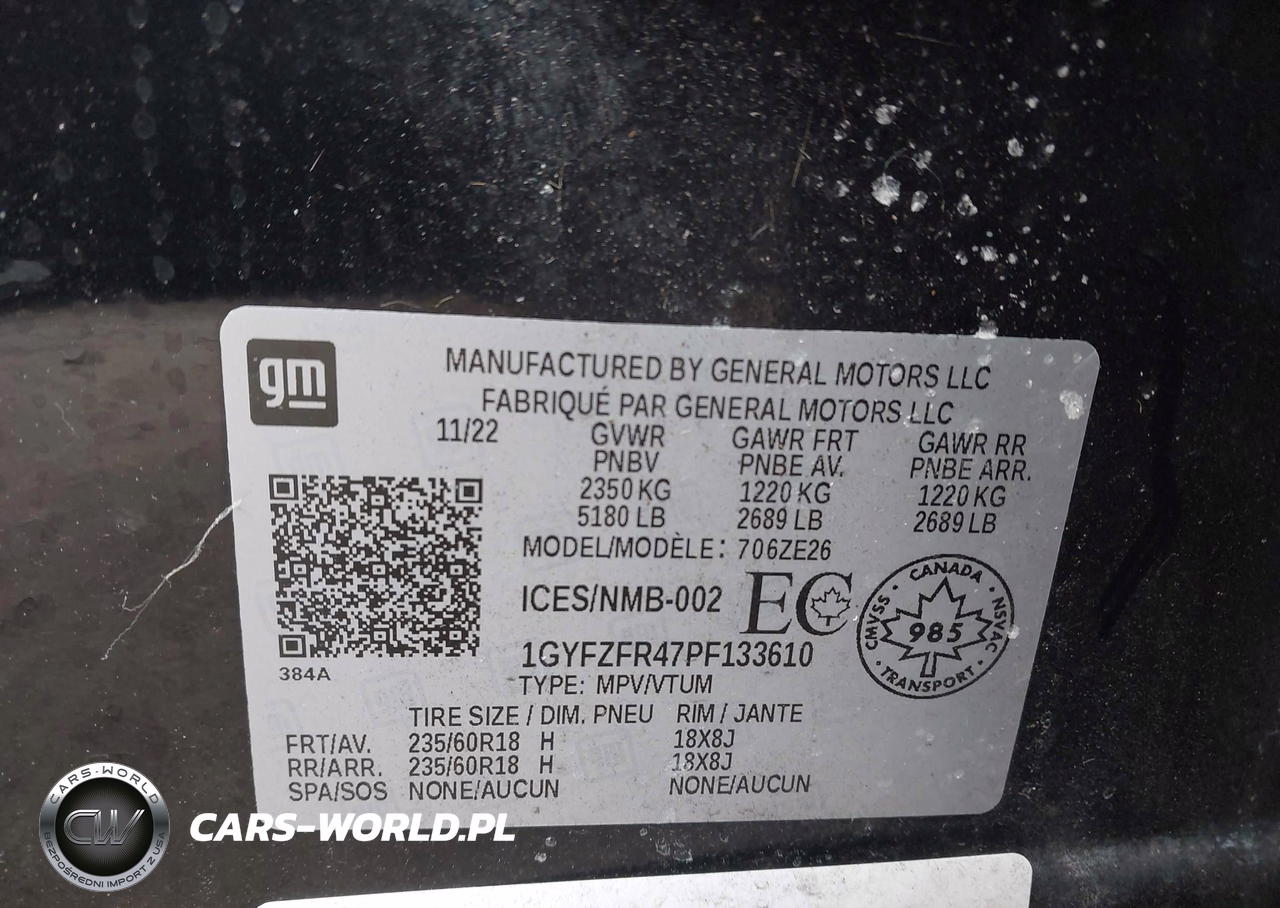 gm
MANUFACTURED BY GENERAL MOTORS LLC
FABRIQUÉ PAR GENERAL MOTORS LLC
11/22 GVWR GAWR FRT GAWR RR
PNBV PNBE AV. PNBE ARR.
2350 KG 1220 KG 1220 KG
5180 LB 2689 LB 2689 LB
MODEL/MODÈLE: 706ZE26
ICES/NMB-002 EC
CANADA
CMVSS 985 NSVAC
TRANSPORT
1GYFZFR47PF133610
384A
TYPE: MPV/VTUM
TIRE SIZE / DIM. PNEU RIM / JANTE
FRT/AV. 235/60R18 H 18X8J
RR/ARR. 235/60R18 H 18X8J
SPA/SOS NONE/AUCUN NONE/AUCUN
CARS-WORLD
CW
BEZPOŚREDNI IMPORT Z USA
CARS-WORLD.PL